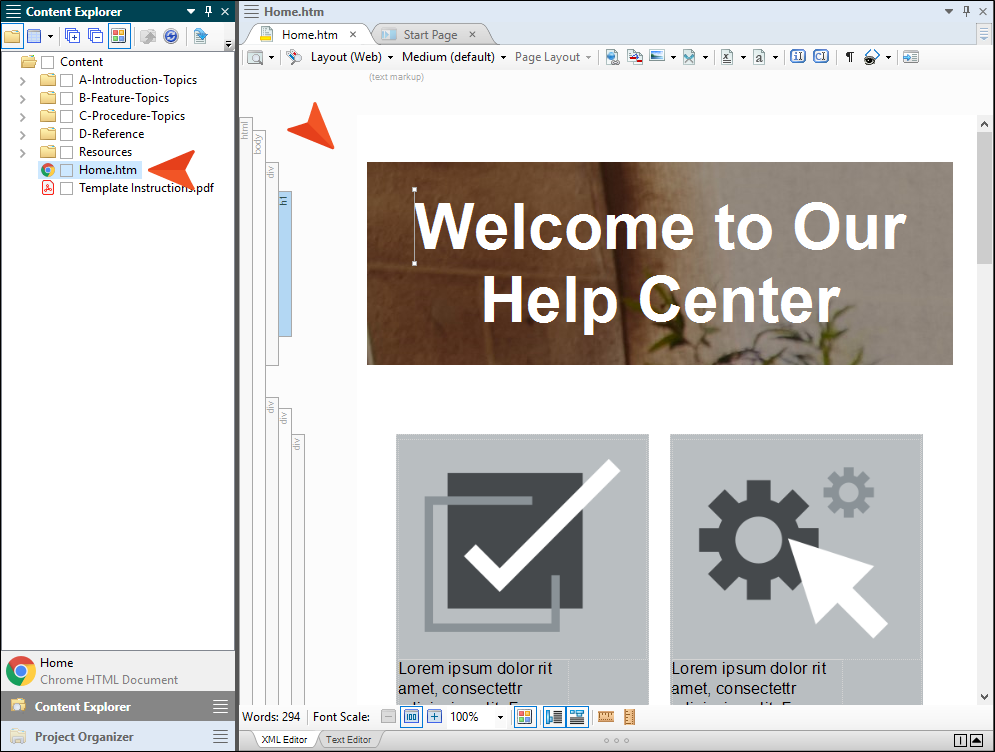 Content Explorer
Content
A-Introduction-Topics
B-Feature-Topics
C-Procedure-Topics
D-Reference
Resources
Home.htm
Template Instructions.pdf
Home
Chrome HTML Document
Content Explorer
Project Organizer
Home.htm
Home.htm
Start Page
Layout (Web)
Medium (default)
Page Layout
(text markup)
html
body
div
h1
div
div
div
Welcome to Our
Help Center
Lorem ipsum dolor rit
amet, consectettr
Lorem ipsum dolor rit
amet, consectettr
Words: 294
Font Scale:
100
100%
XML Editor
Text Editor